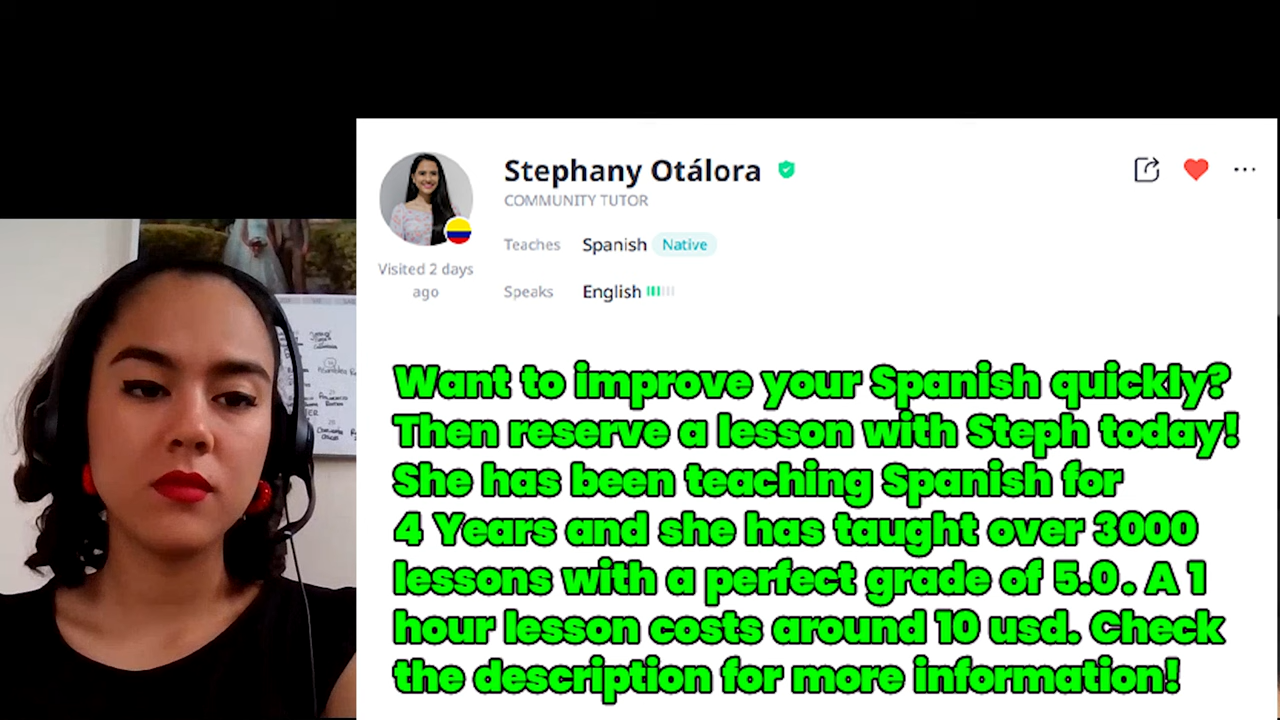 Stephany Otálora
COMMUNITY TUTOR
Teaches Spanish Native
Visited 2 days
ago
Speaks English
Want to improve your Spanish quickly?
Then reserve a lesson with Steph today!
She has been teaching Spanish for
4 Years and she has taught over 3000
lessons with a perfect grade of 5.0. A 1
hour lesson costs around 10 usd. Check
the description for more information!